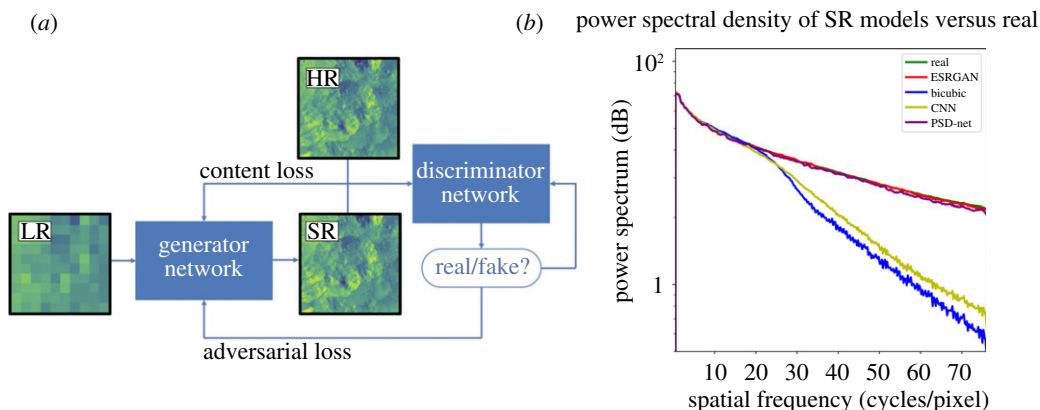 (a)
HR
content loss
discriminator
network
LR
generator
network
SR
real/fake?
adversarial loss
(b) power spectral density of SR models versus real
10²
real
ESRGAN
bicubic
CNN
PSD-net
power spectrum (dB)
1
10 20 30 40 50 60 70
spatial frequency (cycles/pixel)